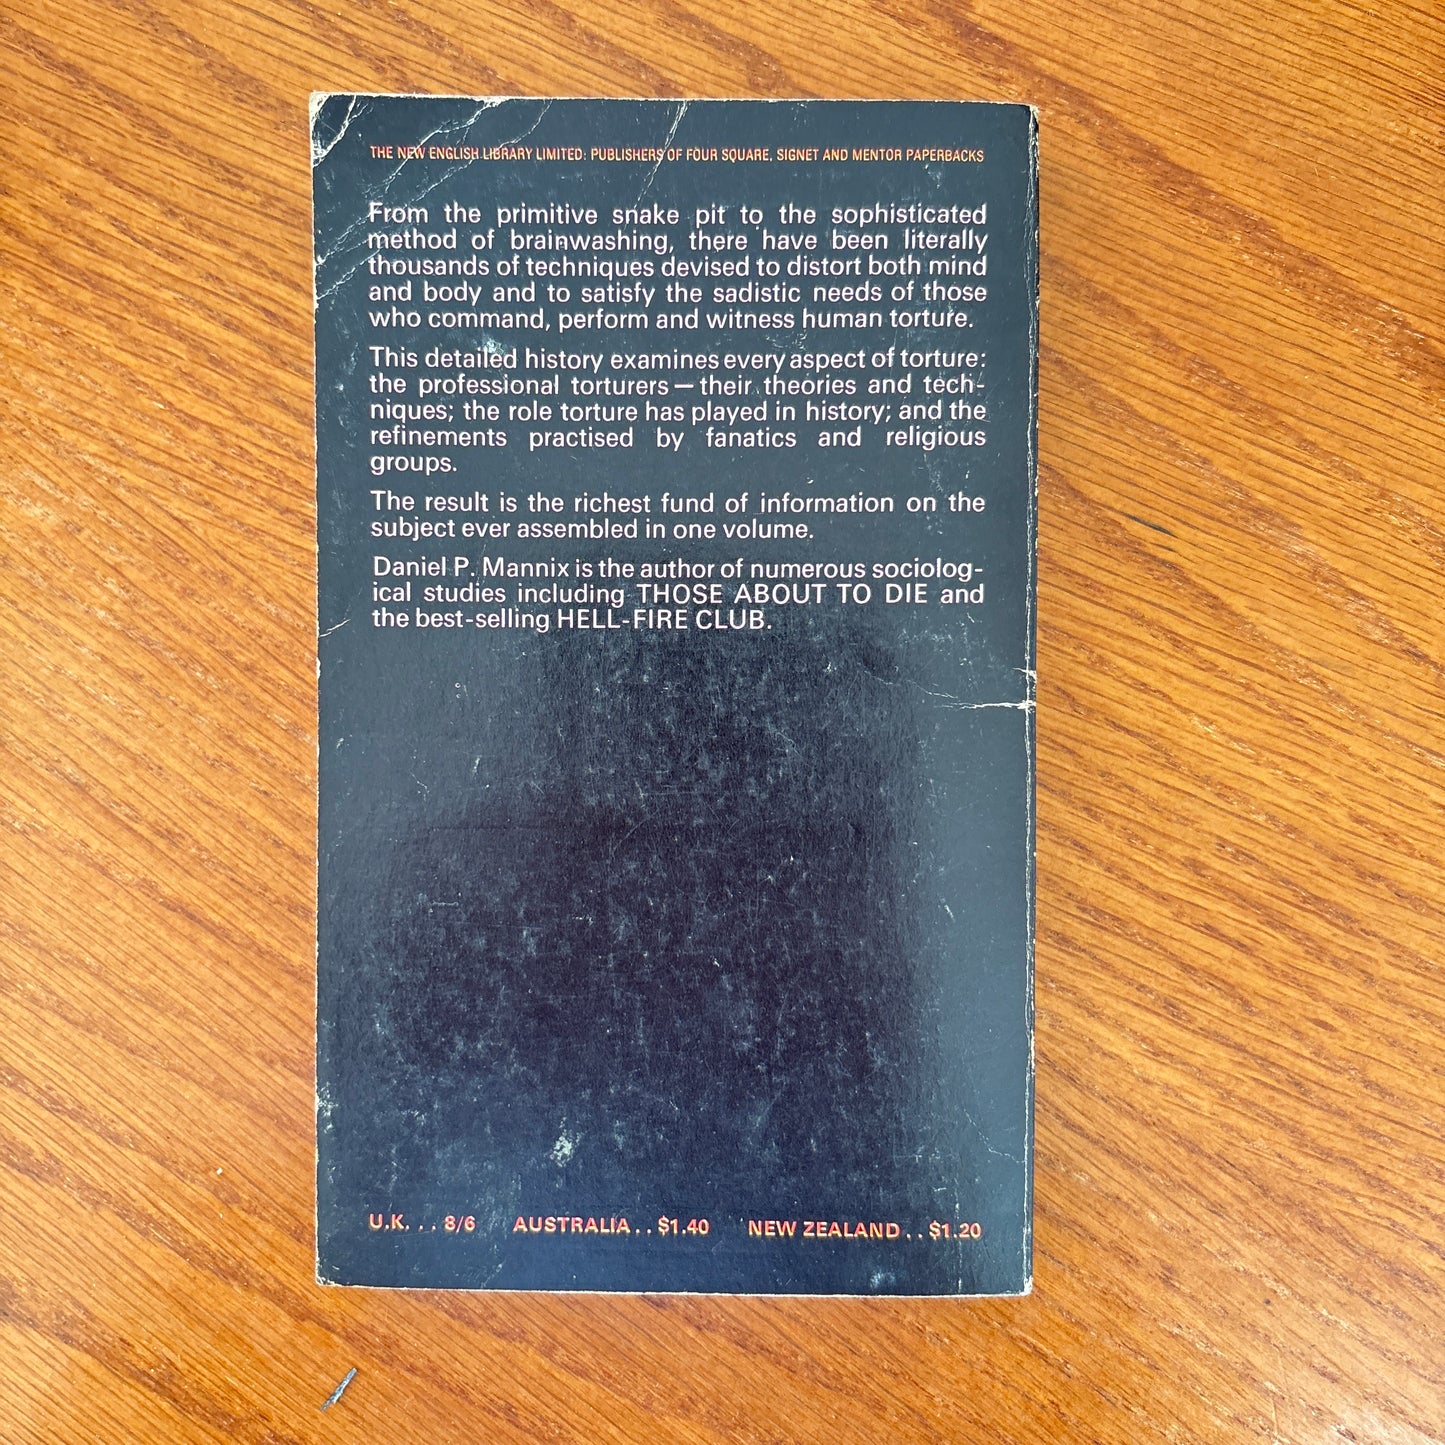 THE NEW ENGLISH LIBRARY LIMITED: PUBLISHERS OF FOUR SQUARE, SIGNET AND MENTOR PAPERBACKS
From the primitive snake pit to the sophisticated
method of brainwashing, there have been literally
thousands of techniques devised to distort both mind
and body and to satisfy the sadistic needs of those
who command, perform and witness human torture.
This detailed history examines every aspect of torture:
the professional torturers — their theories and tech-
niques; the role torture has played in history; and the
refinements practised by fanatics and religious
groups.
The result is the richest fund of information on the
subject ever assembled in one volume.
Daniel P. Mannix is the author of numerous sociolog-
ical studies including THOSE ABOUT TO DIE and
the best-selling HELL-FIRE CLUB.
U.K. . . 8/6 AUSTRALIA . . $1.40 NEW ZEALAND . . $1.20